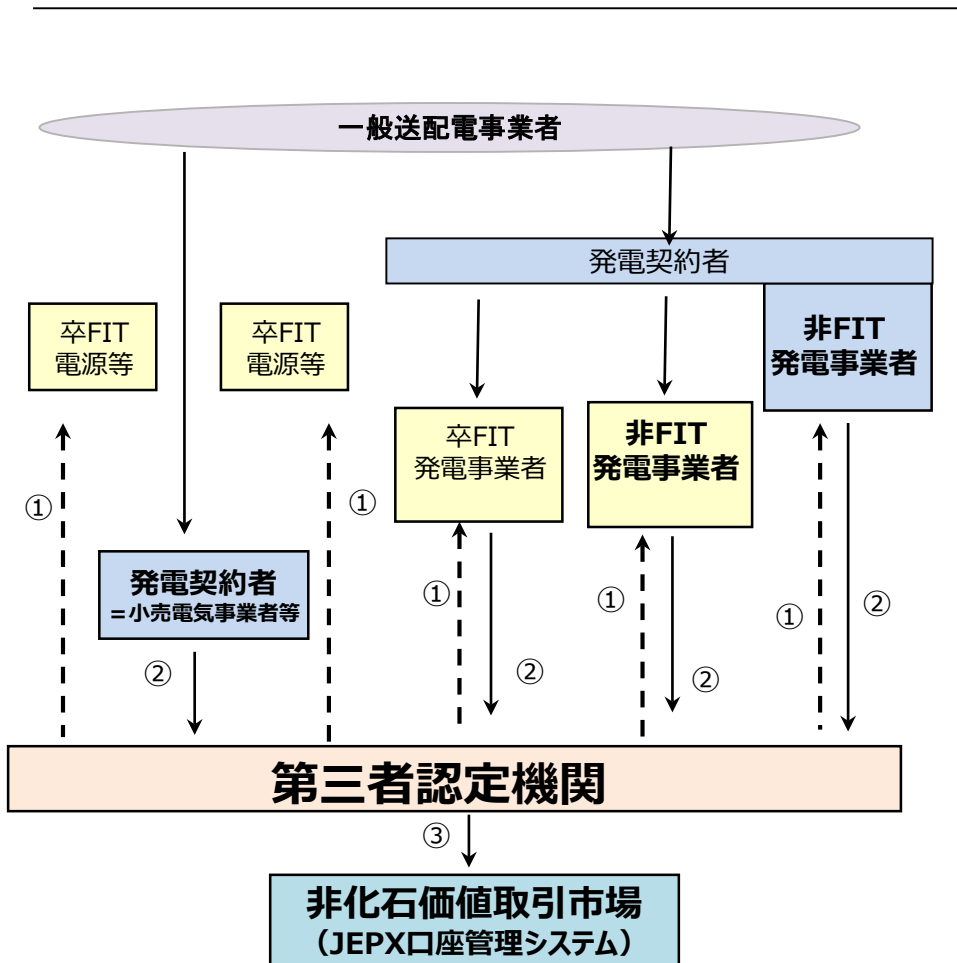 一般送配電事業者
発電契約者
卒FIT
電源等
卒FIT
電源等
非FIT
発電事業者
卒FIT
発電事業者
非FIT
発電事業者
①
①
発電契約者
=小売電気事業者等
①
①
①
②
②
②
②
第三者認定機関
③
非化石価値取引市場
（JEPX口座管理システム）